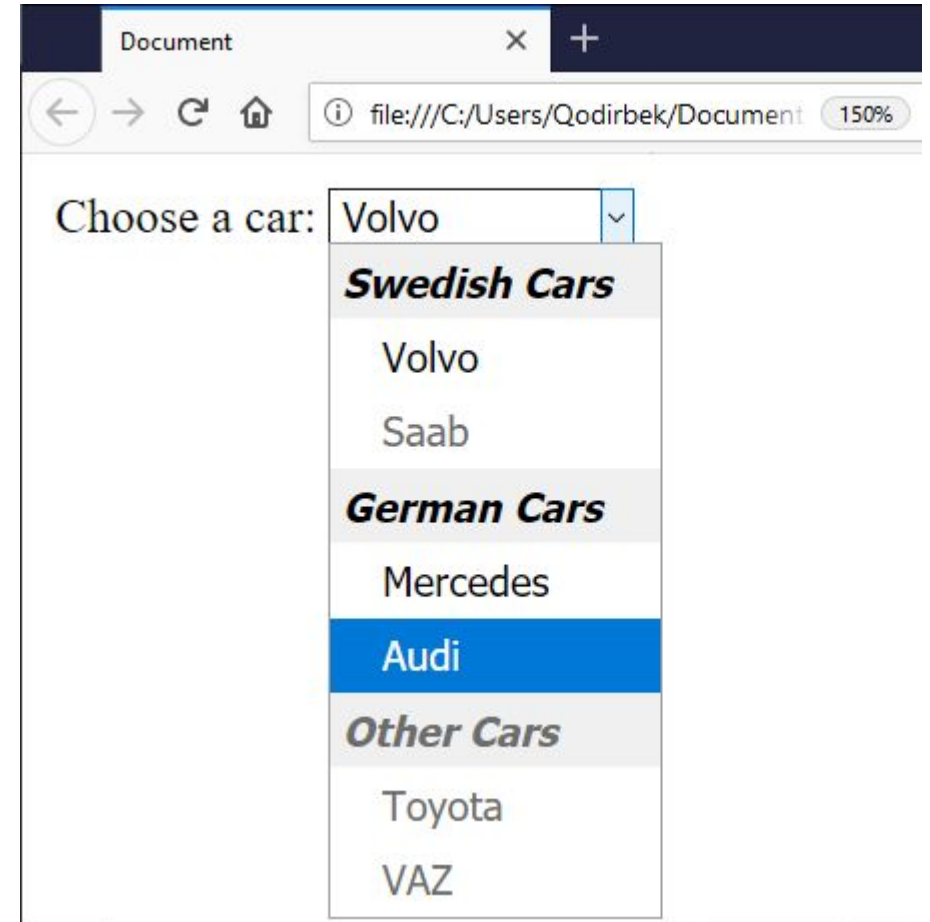 Document
file:///C:/Users/Qodirbek/Document 150%
Choose a car: Volvo
Swedish Cars
Volvo
Saab
German Cars
Mercedes
Audi
Other Cars
Toyota
VAZ